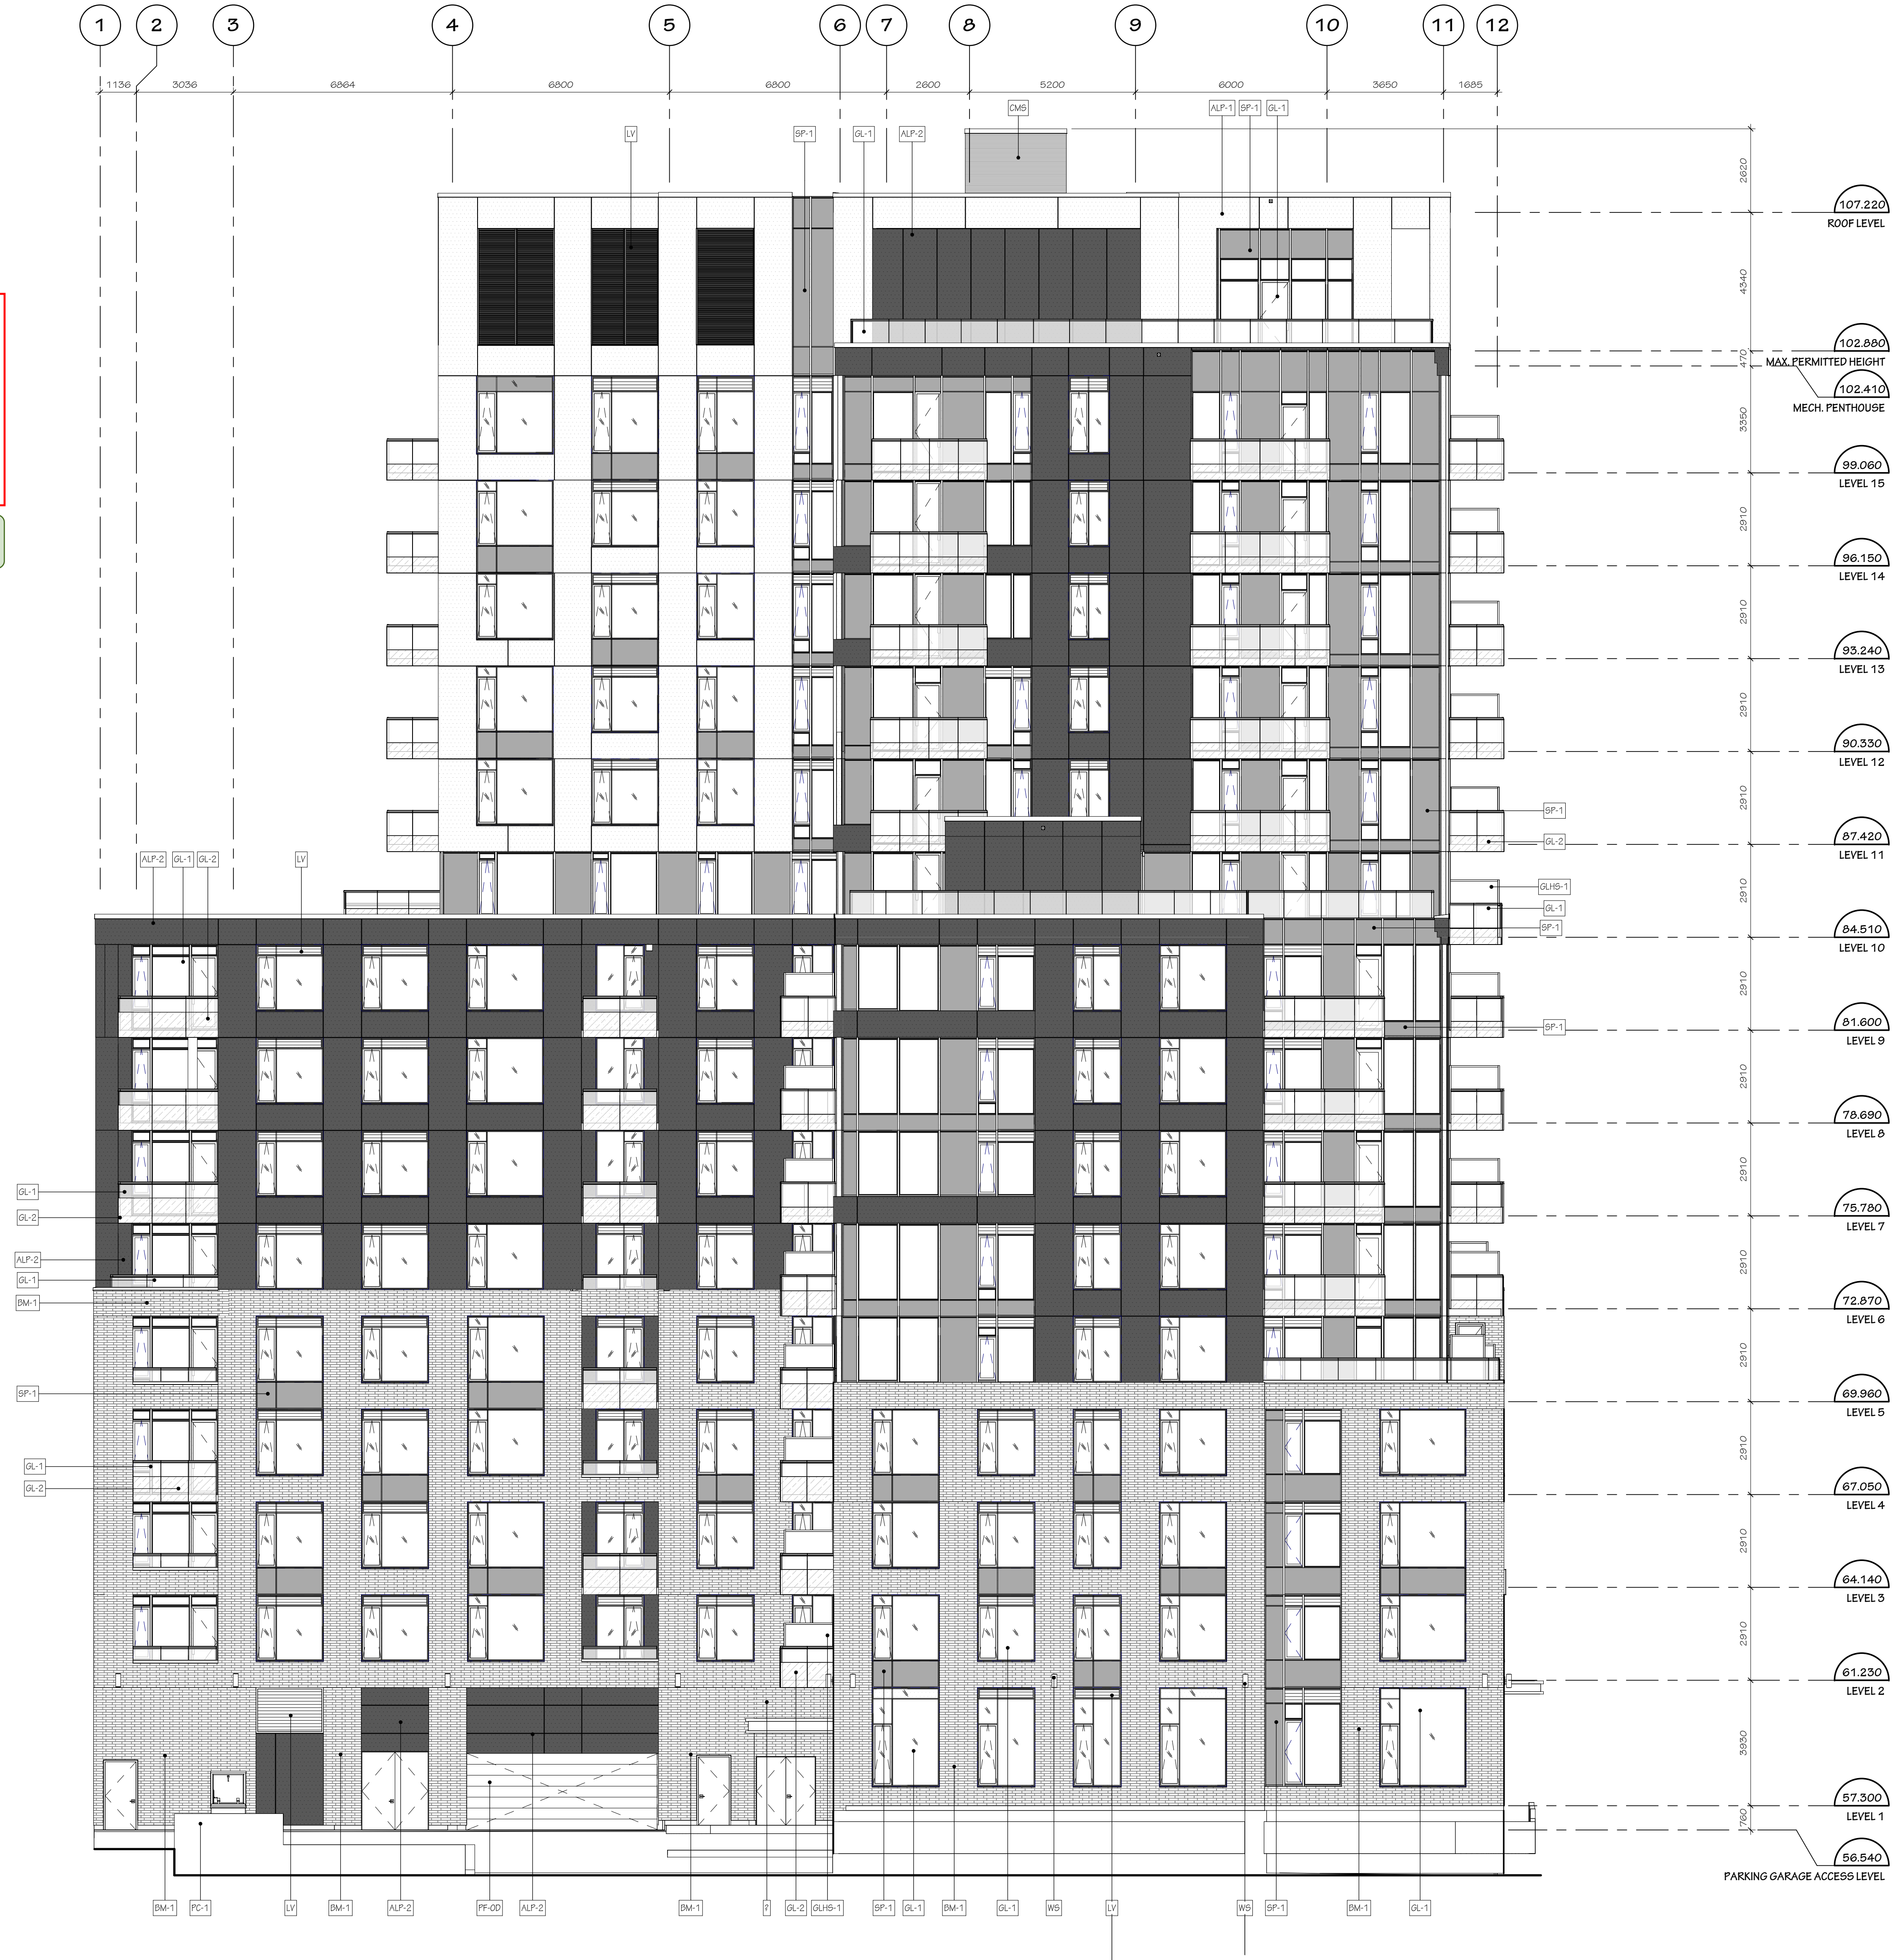 1 2 3 4 5 6 7 8 9 10 11 12
1136 3036 6864 6800 6800 2600 5200 6000 3650 1685
CMS ALP-1 SP-1 GL-1
LV SP-1 GL-1 ALP-2
2620
107.220
ROOF LEVEL
4340
102.880
MAX. PERMITTED HEIGHT
470
102.410
MECH. PENTHOUSE
3350
99.060
LEVEL 15
2910
96.150
LEVEL 14
2910
93.240
LEVEL 13
2910
90.330
LEVEL 12
2910
SP-1
87.420
GL-2
LEVEL 11
ALP-2 GL-1 GL-2 LV
2910
GLHS-1
GL-1
SP-1
84.510
LEVEL 10
2910
81.600
SP-1
LEVEL 9
2910
78.690
LEVEL 8
2910
GL-1
GL-2
75.780
LEVEL 7
2910
ALP-2
GL-1
BM-1
72.870
LEVEL 6
2910
SP-1
69.960
LEVEL 5
2910
GL-1
GL-2
67.050
LEVEL 4
2910
64.140
LEVEL 3
2910
61.230
LEVEL 2
3930
57.300
LEVEL 1
760
56.540
PARKING GARAGE ACCESS LEVEL
BM-1 PC-1 LV BM-1 ALP-2 PF-OD ALP-2 BM-1 ? GL-2 GLHS-1 SP-1 GL-1 BM-1 GL-1 WS LV WS SP-1 BM-1 GL-1